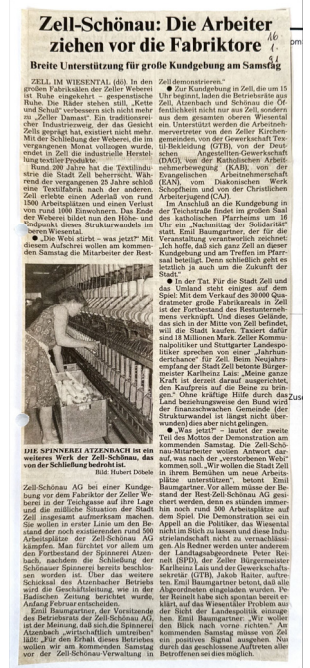 Zell-Schönau: Die Arbeiter
ziehen vor die Fabriktore
Breite Unterstützung für große Kundgebung am Samstag
16
1.
91
ZELL IM WIESENTAL (dö). In den
großen Fabriksälen der Zeller Weberei
ist Ruhe eingekehrt – gespenstische
Ruhe. Die Räder stehen still, „Kette
und Schuß" verbessern sich nicht mehr
zu „Zeller Damast". Ein traditionsrei-
cher Industriezweig, der das Gesicht
Zells geprägt hat, existiert nicht mehr.
Mit der Schließung der Weberei, die im
vergangenen Monat vollzogen wurde,
endet in Zell die industrielle Herstel-
lung textiler Produkte.
Rund 200 Jahre hat die Textilindu-
strie die Stadt Zell beherrscht. Wäh-
rend der vergangenen 25 Jahre schloß
eine Textilfabrik nach der anderen.
Zell erlebte einen Aderlaß von rund
1500 Arbeitsplätzen und einen Verlust
von rund 1000 Einwohnern. Das Ende
der Weberei bildet nun den Höhe- und
Endpunkt dieses Strukturwandels im
oberen Wiesental.
● „Die Webi stirbt – was jetzt?" Mit
diesem Aufschrei wollen am kommen-
den Samstag die Mitarbeiter der Rest-
DIE SPINNEREI ATZENBACH ist ein
weiteres Werk der Zell-Schönau, das
von der Schließung bedroht ist.
Bild: Hubert Döbele
Zell-Schönau AG bei einer Kundge-
bung vor dem Fabriktor der Zeller We-
berei in der Teichgasse auf ihre Lage
und die mißliche Situation der Stadt
Zell insgesamt aufmerksam machen.
Sie wollen in erster Linie um den Be-
stand der noch existierenden rund 500
Arbeitsplätze der Zell-Schönau AG
kämpfen. Man fürchtet vor allem um
den Fortbestand der Spinnerei Atzen-
bach, nachdem die Schließung der
Schönauer Spinnerei bereits beschlos-
sen worden ist. Über das weitere
Schicksal des Atzenbacher Betriebs
wird die Geschäftsleitung, wie in der
Badischen Zeitung berichtet wurde,
Anfang Februar entscheiden.
Emil Baumgartner, der Vorsitzende
des Betriebsrats der Zell-Schönau AG,
ist der Meinung, daß sich die Spinnerei
Atzenbach „wirtschaftlich umtreiben"
läßt: „Für den Erhalt dieses Betriebs
wollen wir am kommenden Samstag
vor der Zell-Schönau-Verwaltung in
Zell demonstrieren."
● Zur Kundgebung in Zell, die um 15
Uhr beginnt, laden die Betriebsräte aus
Zell, Atzenbach und Schönau die Öf-
fentlichkeit nicht nur aus Zell, sondern
aus dem gesamten oberen Wiesental
ein. Unterstützt werden die Arbeitneh-
mervertreter von den Zeller Kirchen-
gemeinden, von der Gewerkschaft Tex-
til-Bekleidung (GTB), von der Deut-
schen Angestellten-Gewerkschaft
(DAG), von der Katholischen Arbeit-
nehmerbewegung (KAB), von der
Evangelischen Arbeitnehmerschaft
(EAN), vom Diakonischen Werk
Schopfheim und von der Christlichen
Arbeiterjugend (CAJ).
Im Anschluß an die Kundgebung in
der Teichstraße findet im großen Saal
des katholischen Pfarrheims um 16
Uhr ein „Nachmittag der Solidarität"
statt. Emil Baumgartner, der für die
Veranstaltung verantwortlich zeichnet:
„Ich hoffe, daß sich ganz Zell an dieser
Kundgebung und am Treffen im Pfarr-
saal beteiligt. Denn schließlich geht es
letztlich ja auch um die Zukunft der
Stadt."
● In der Tat. Für die Stadt Zell und
das Umland steht einiges auf dem
Spiel: Mit dem Verkauf des 30000 Qua-
dratmeter große Fabrikareals in Zell
ist der Fortbestand des Restunterneh-
mens verknüpft. Und dieses Gelände,
das sich in der Mitte von Zell befindet,
will die Stadt kaufen. Taxiert dafür
sind 18 Millionen Mark. Zeller Kommu-
nalpolitiker und Stuttgarter Landespo-
litiker sprechen von einer „Jahrhun-
dertchance" für Zell. Beim Neujahrs-
empfang der Stadt Zell betonte Bürger-
meister Karlheinz Lais: „Meine ganze
Kraft ist derzeit darauf ausgerichtet,
den Kaufpreis auf die Beine zu brin-
gen." Ohne kräftige Hilfe durch das
Land beziehungsweise den Bund wird
der finanzschwachen Gemeinde (der
Strukturwandel ist längst nicht über-
wunden) dies aber nicht gelingen.
● „Was jetzt?" – lautet der zweite
Teil des Mottos der Demonstration am
kommenden Samstag. Die Zell-Schö-
nau-Mitarbeiter wollen Antwort dar-
auf, was nach der „verstorbenen Webi"
kommen soll. „Wir wollen die Stadt Zell
in ihrem Bemühen um neue Arbeits-
plätze unterstützen", betont Emil
Baumgartner. Vor allem müsse der Be-
stand der Rest-Zell-Schönau AG gesi-
chert werden, denn es stünden immer-
hin noch rund 500 Arbeitsplätze auf
dem Spiel. Die Demonstration sei ein
Appell an die Politiker, das Wiesental
nicht im Stich zu lassen und diese Indu-
strielandschaft nicht zu vernachlässi-
gen. Als Redner werden unter anderem
der Landtagsabgeordnete Peter Rei-
nelt (SPD), der Zeller Bürgermeister
Karlheinz Lais und der Gewerkschafts-
sekretär (GTB), Jakob Raiter, auftre-
ten. Emil Baumgartner betont, daß alle
Abgeordneten eingeladen wurden. Pe-
ter Reinelt habe sich spontan bereit er-
klärt, auf das Wiesentäler Problem aus
der Sicht der Landespolitik einzuge-
hen. Emil Baumgartner: „Wir wollen
den Blick nach vorne richten." Am
kommenden Samstag müsse von Zell
ein positives Signal ausgehen. Nur
durch das geschlossene Auftreten aller
Betroffenen sei dies möglich.